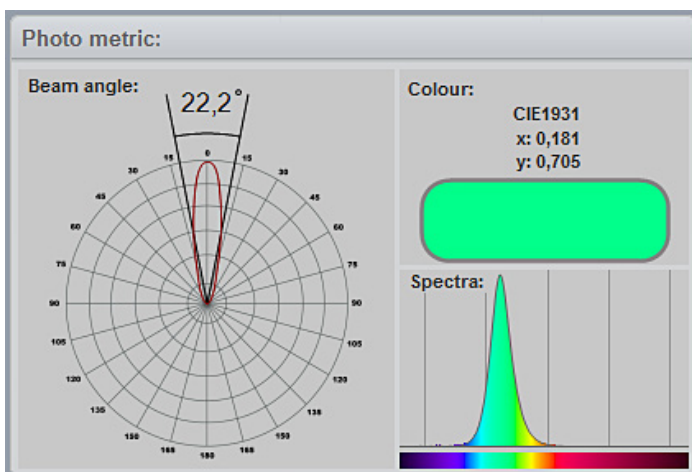 Photo metric:
Beam angle:
22,2°
0
15 15
30 30
45 45
60 60
75 75
90 90
105 105
120 120
135 135
150 150
165 165
180
Colour:
CIE1931
x: 0,181
y: 0,705
Spectra: